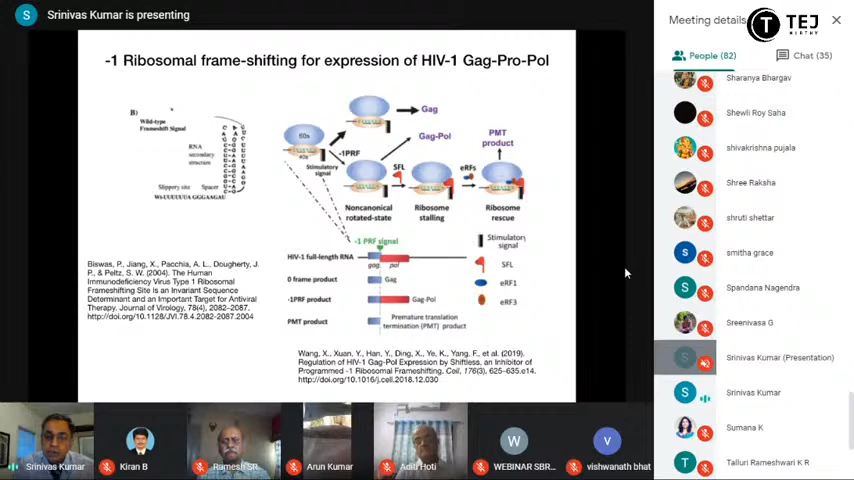 Srinivas Kumar is presenting
Meeting details
TEJ
People (82)
Chat (35)
-1 Ribosomal frame-shifting for expression of HIV-1 Gag-Pro-Pol
B)
Wild-type
Frameshift Signal
RNA
secondary
structure
Slippery site Spacer
60s
40s
Stimulatory
signal
-1PRF
Gag
Gag-Pol
PMT
product
SFL
eRFs
Noncanonical
rotated-state
Ribosome
stalling
Ribosome
rescue
-1 PRF signal
HIV-1 full-length RNA
gag
pol
0 frame product
Gag
-1PRF product
Gag-Pol
PMT product
Premature translation
termination (PMT) product
Stimulatory
signal
SFL
eRF1
eRF3
Biswas, P., Jiang, X., Pacchia, A. L., Dougherty, J.
P., & Peltz, S. W. (2004). The Human
Immunodeficiency Virus Type 1 Ribosomal
Frameshifting Site Is an Invariant Sequence
Determinant and an Important Target for Antiviral
Therapy. Journal of Virology, 78(4), 2082–2087.
http://doi.org/10.1128/JVI.78.4.2082-2087.2004
Wang, X., Xuan, Y., Han, Y., Ding, X., Ye, K., Yang, F., et al. (2019).
Regulation of HIV-1 Gag-Pol Expression by Shiftless, an Inhibitor of
Programmed -1 Ribosomal Frameshifting. Cell, 176(3), 625–635.e14.
http://doi.org/10.1016/j.cell.2018.12.030
Sharanya Bhargav
Shewli Roy Saha
shivakrishna pujala
Shree Raksha
shruti shettar
smitha grace
Spandana Nagendra
Sreenivasa G
Srinivas Kumar (Presentation)
Srinivas Kumar
Sumana K
Talluri Rameshwari K R
Srinivas Kumar
Kiran B
Ramesh SR
Arun Kumar
Aditi Hoti
WEBINAR SBR...
vishwanath bhat